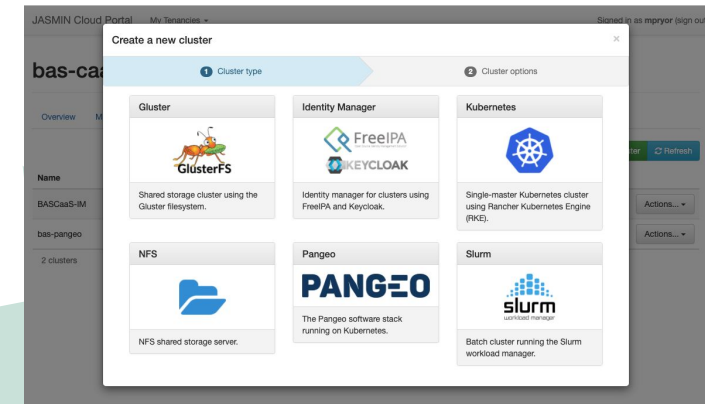 JASMIN Cloud Portal My Tenancies
Signed in as mpryor (sign out
Create a new cluster ×
bas-caa
1 Cluster type 2 Cluster options
Overview M
Gluster Identity Manager Kubernetes
GlusterFS
FreeIPA
KEYCLOAK
Refresh
Name
Shared storage cluster using the
Gluster filesystem.
Identity manager for clusters using
FreeIPA and Keycloak.
Single-master Kubernetes cluster
using Rancher Kubernetes Engine
(RKE).
BASCaaS-IM Actions...
bas-pangeo Actions...
2 clusters
NFS Pangeo Slurm
PANGEO
slurm
workload manager
NFS shared storage server.
The Pangeo software stack
running on Kubernetes.
Batch cluster running the Slurm
workload manager.